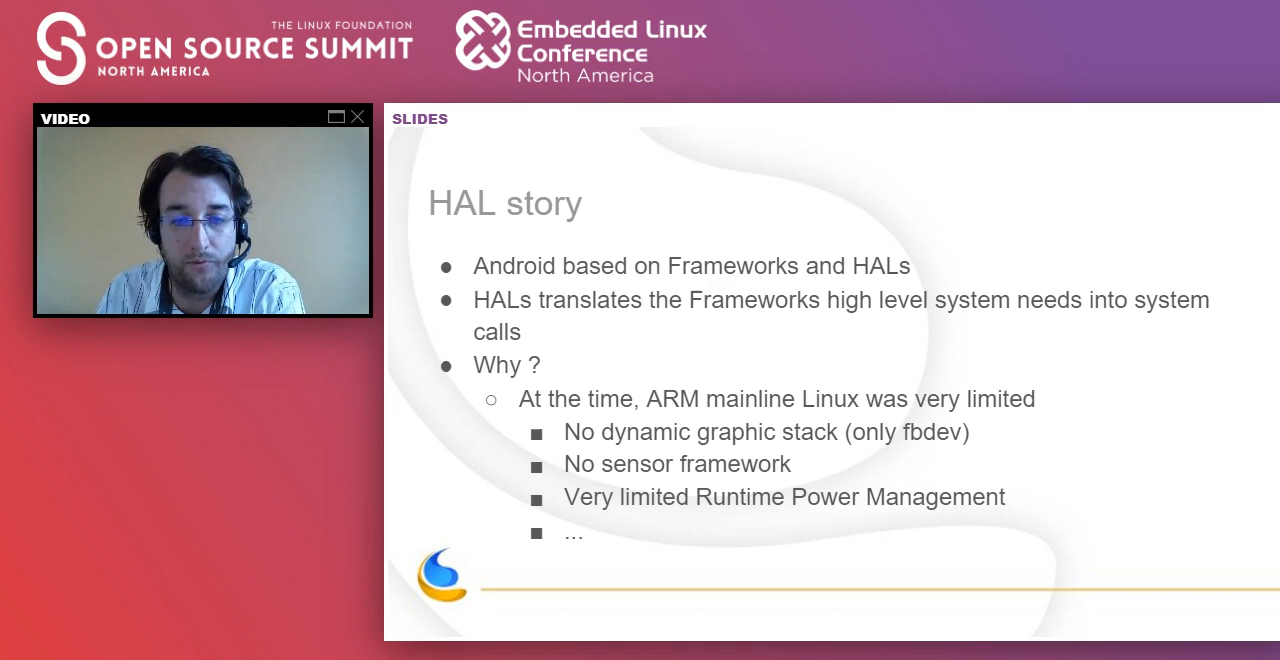 THE LINUX FOUNDATION
OPEN SOURCE SUMMIT
NORTH AMERICA
Embedded Linux
Conference
North America
VIDEO
SLIDES
HAL story
● Android based on Frameworks and HALs
● HALs translates the Frameworks high level system needs into system
calls
● Why ?
○ At the time, ARM mainline Linux was very limited
■ No dynamic graphic stack (only fbdev)
■ No sensor framework
■ Very limited Runtime Power Management
■ ...